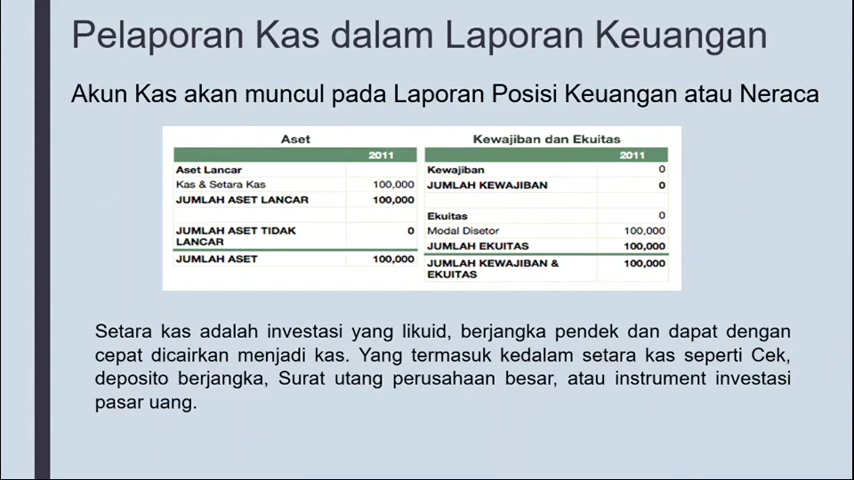 Pelaporan Kas dalam Laporan Keuangan
Akun Kas akan muncul pada Laporan Posisi Keuangan atau Neraca
Aset
2011
Aset Lancar
Kas & Setara Kas 100,000
JUMLAH ASET LANCAR 100,000
JUMLAH ASET TIDAK 0
LANCAR
JUMLAH ASET 100,000
Kewajiban dan Ekuitas
2011
Kewajiban 0
JUMLAH KEWAJIBAN 0
Ekuitas 0
Modal Disetor 100,000
JUMLAH EKUITAS 100,000
JUMLAH KEWAJIBAN & 100,000
EKUITAS
Setara kas adalah investasi yang likuid, berjangka pendek dan dapat dengan
cepat dicairkan menjadi kas. Yang termasuk kedalam setara kas seperti Cek,
deposito berjangka, Surat utang perusahaan besar, atau instrument investasi
pasar uang.